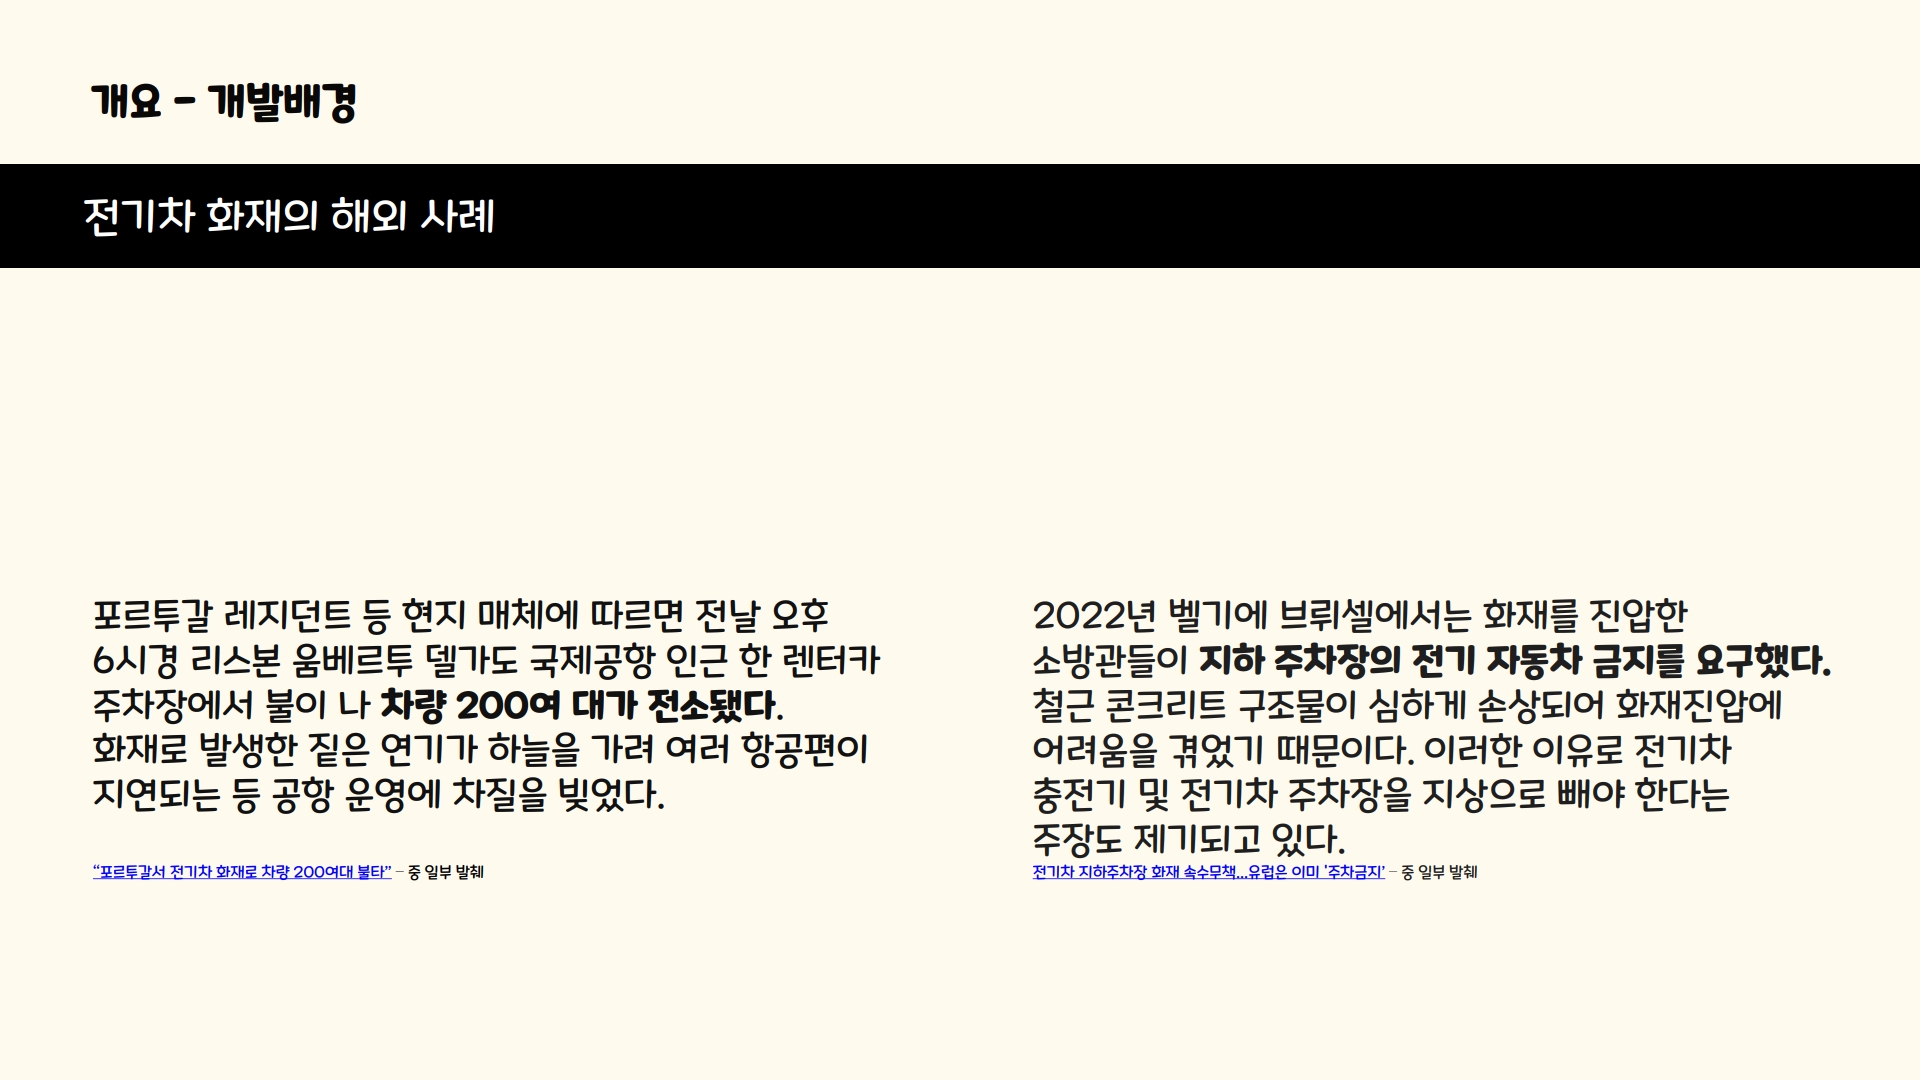 개요 – 개발배경
전기차 화재의 해외 사례
포르투갈 레지던트 등 현지 매체에 따르면 전날 오후
6시경 리스본 움베르투 델가도 국제공항 인근 한 렌터카
주차장에서 불이 나 차량 200여 대가 전소됐다.
화재로 발생한 짙은 연기가 하늘을 가려 여러 항공편이
지연되는 등 공항 운영에 차질을 빚었다.
“포르투갈서 전기차 화재로 차량 200여대 불타” – 중 일부 발췌
2022년 벨기에 브뤼셀에서는 화재를 진압한
소방관들이 지하 주차장의 전기 자동차 금지를 요구했다.
철근 콘크리트 구조물이 심하게 손상되어 화재진압에
어려움을 겪었기 때문이다. 이러한 이유로 전기차
충전기 및 전기차 주차장을 지상으로 빼야 한다는
주장도 제기되고 있다.
전기차 지하주차장 화재 속수무책...유럽은 이미 '주차금지’ – 중 일부 발췌